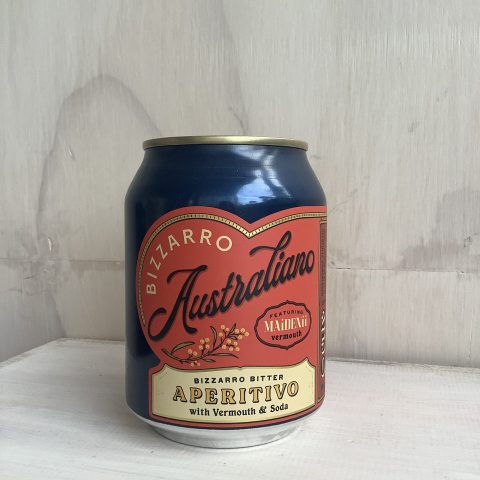 BIZZARRO
Australiano
FEATURING
MAiDENii
vermouth
BIZZARRO BITTER
APERITIVO
with Vermouth & Soda